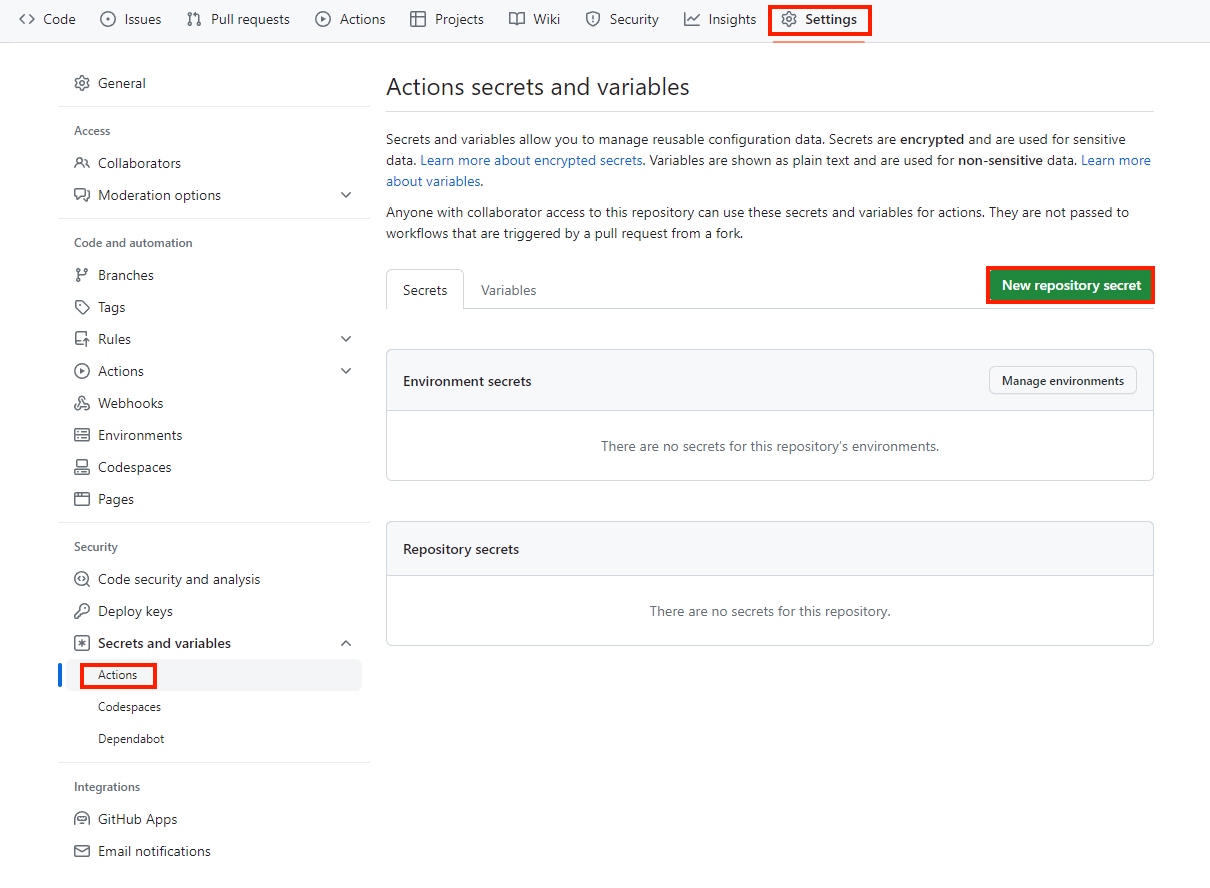 Code
Issues
Pull requests
Actions
Projects
Wiki
Security
Insights
Settings
General
Access
Collaborators
Moderation options
Code and automation
Branches
Tags
Rules
Actions
Webhooks
Environments
Codespaces
Pages
Security
Code security and analysis
Deploy keys
Secrets and variables
Actions
Codespaces
Dependabot
Integrations
GitHub Apps
Email notifications
Actions secrets and variables
Secrets and variables allow you to manage reusable configuration data. Secrets are encrypted and are used for sensitive
data. Learn more about encrypted secrets. Variables are shown as plain text and are used for non-sensitive data. Learn more
about variables.
Anyone with collaborator access to this repository can use these secrets and variables for actions. They are not passed to
workflows that are triggered by a pull request from a fork.
Secrets
Variables
New repository secret
Environment secrets
Manage environments
There are no secrets for this repository's environments.
Repository secrets
There are no secrets for this repository.